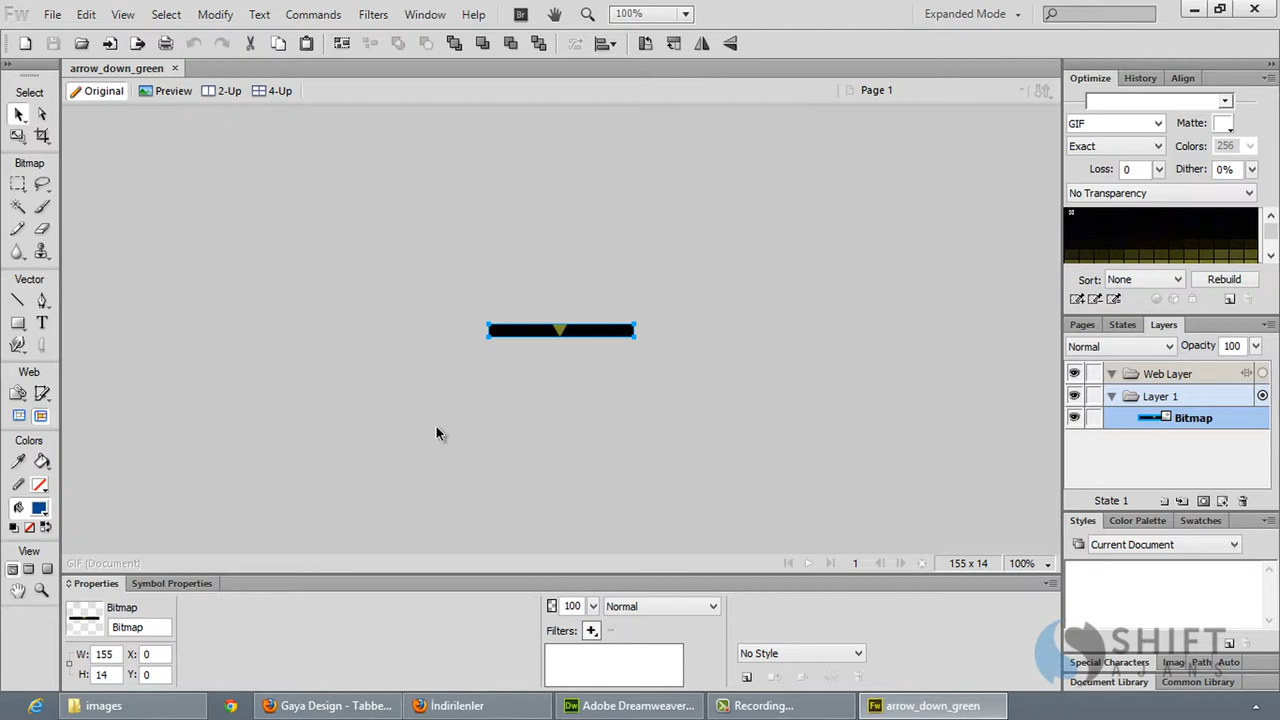 Fw File Edit View Select Modify Text Commands Filters Window Help Br 100% Expanded Mode
arrow_down_green
Original Preview 2-Up 4-Up Page 1
Select
Bitmap
Vector
Web
Colors
View
GIF (Document) 1 155 x 14 100%
Properties Symbol Properties
Bitmap
Bitmap
W: 155 X: 0
H: 14 Y: 0
100 Normal
Filters:
No Style
Optimize History Align
GIF Matte:
Exact Colors: 256
Loss: 0 Dither: 0%
No Transparency
Sort: None Rebuild
Pages States Layers
Normal Opacity 100
Web Layer
Layer 1
Bitmap
State 1
Styles Color Palette Swatches
Current Document
SHIFT
AJANS
Special Characters Imag Path Auto
Document Library Common Library
images Gaya Design - Tabbe... Indirilenler Dw Adobe Dreamweaver... Recording... Fw arrow_down_green